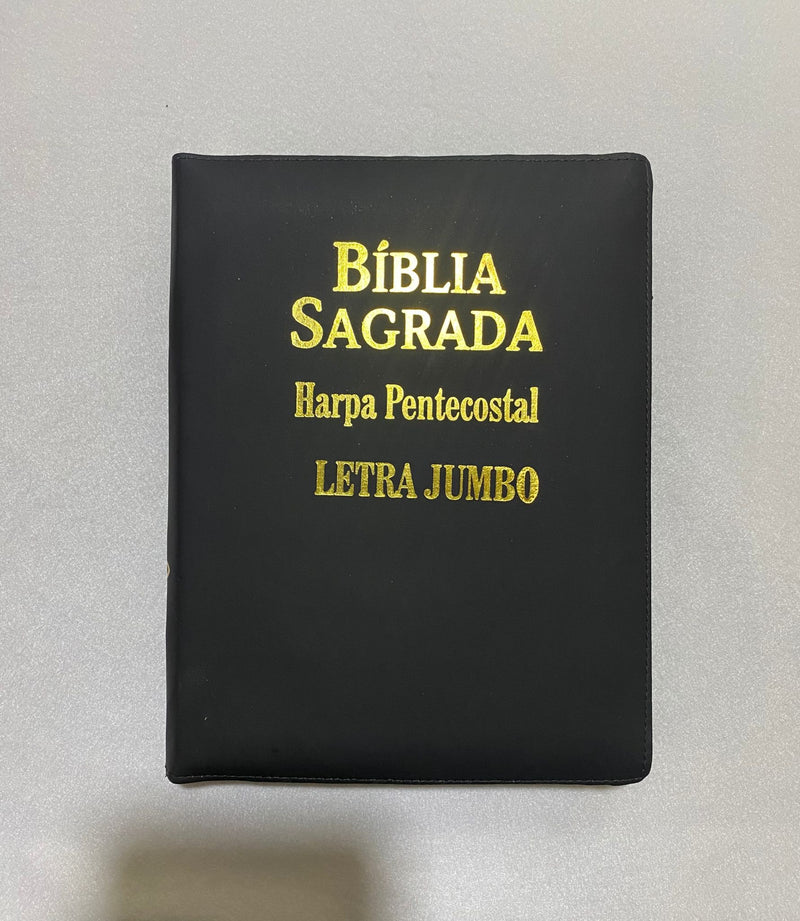 BÍBLIA
SAGRADA
Harpa Pentecostal
LETRA JUMBO